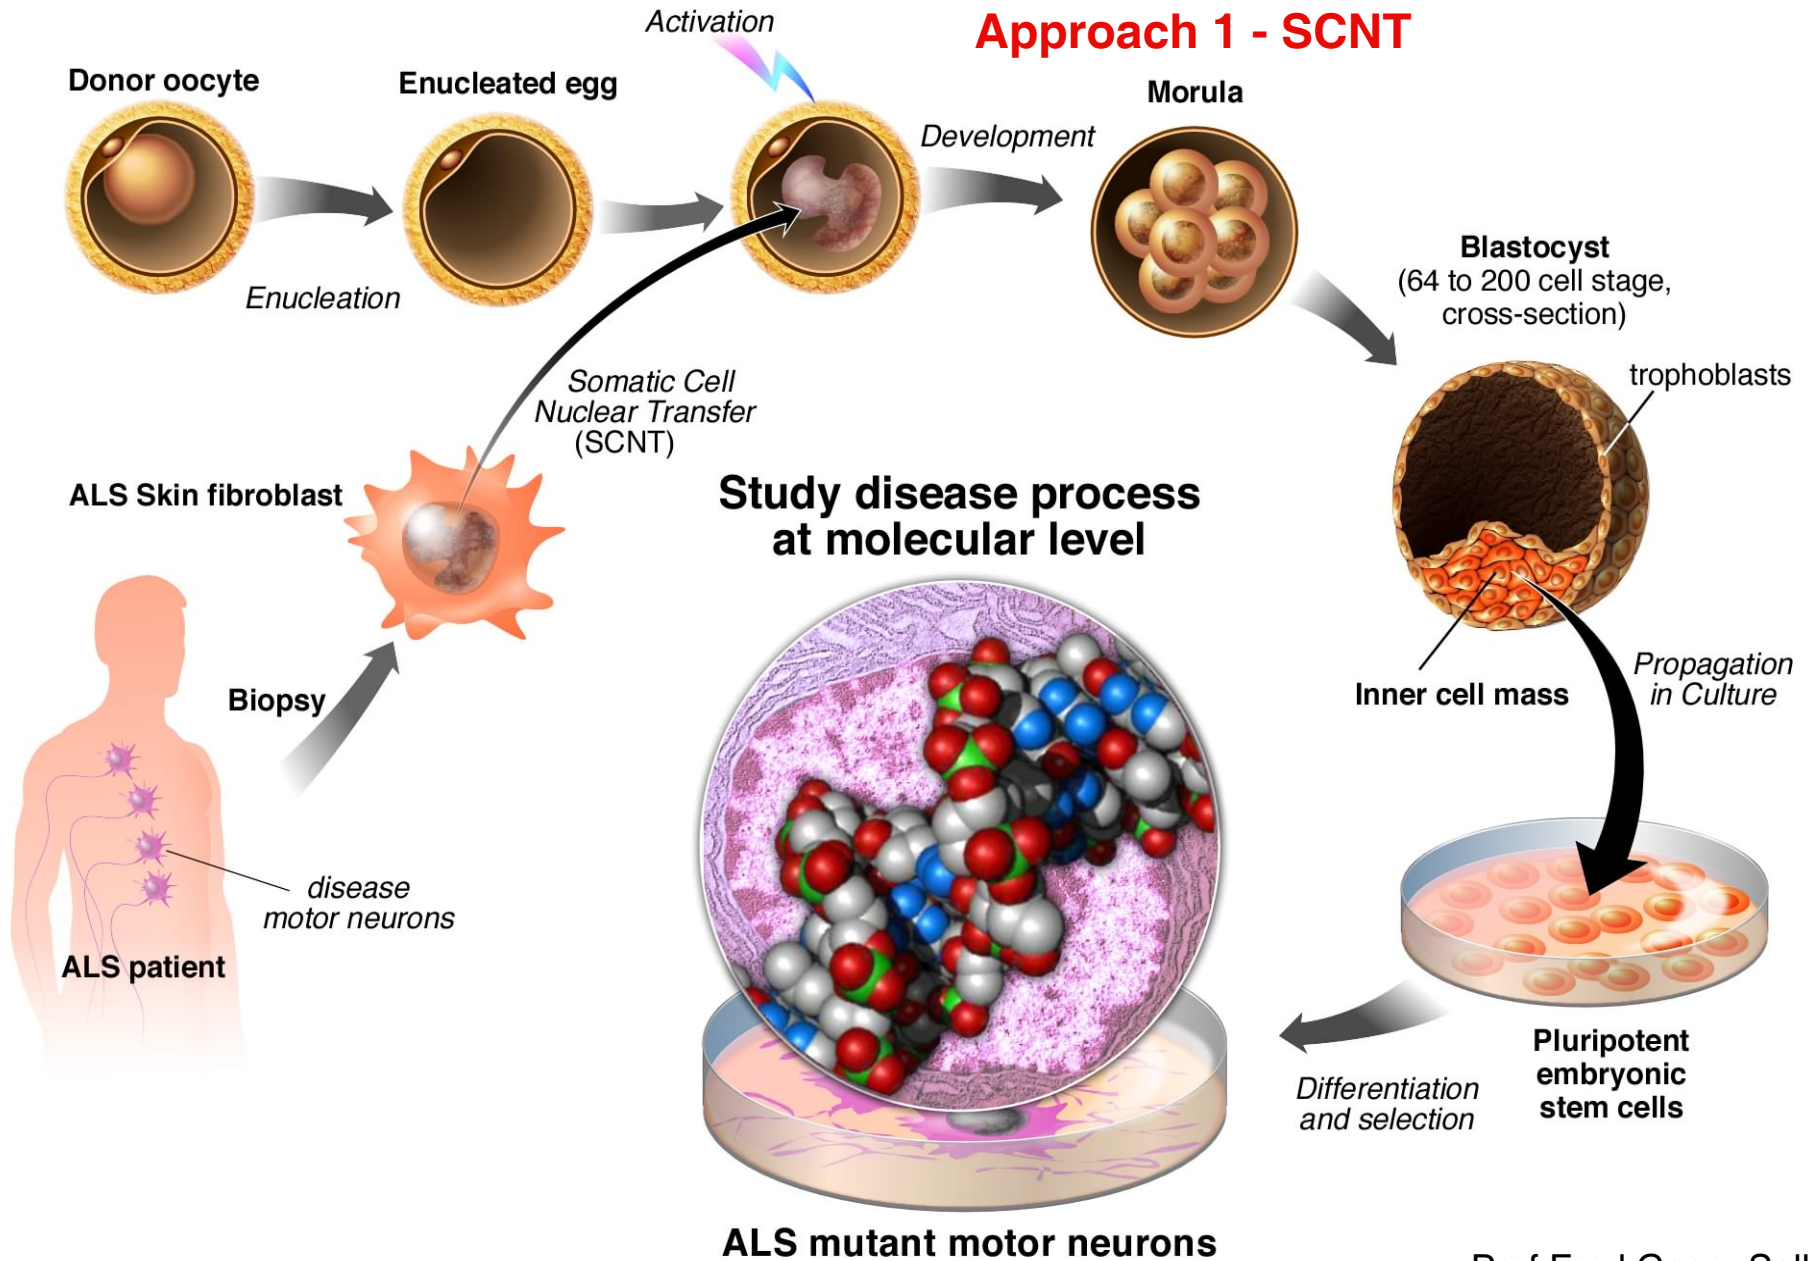 Activation
Approach 1 - SCNT
Donor oocyte
Enucleated egg
Morula
Development
Enucleation
Blastocyst
(64 to 200 cell stage,
cross-section)
trophoblasts
Somatic Cell
Nuclear Transfer
(SCNT)
ALS Skin fibroblast
Study disease process
at molecular level
Biopsy
Inner cell mass
Propagation
in Culture
disease
motor neurons
ALS patient
Pluripotent
embryonic
stem cells
Differentiation
and selection
ALS mutant motor neurons